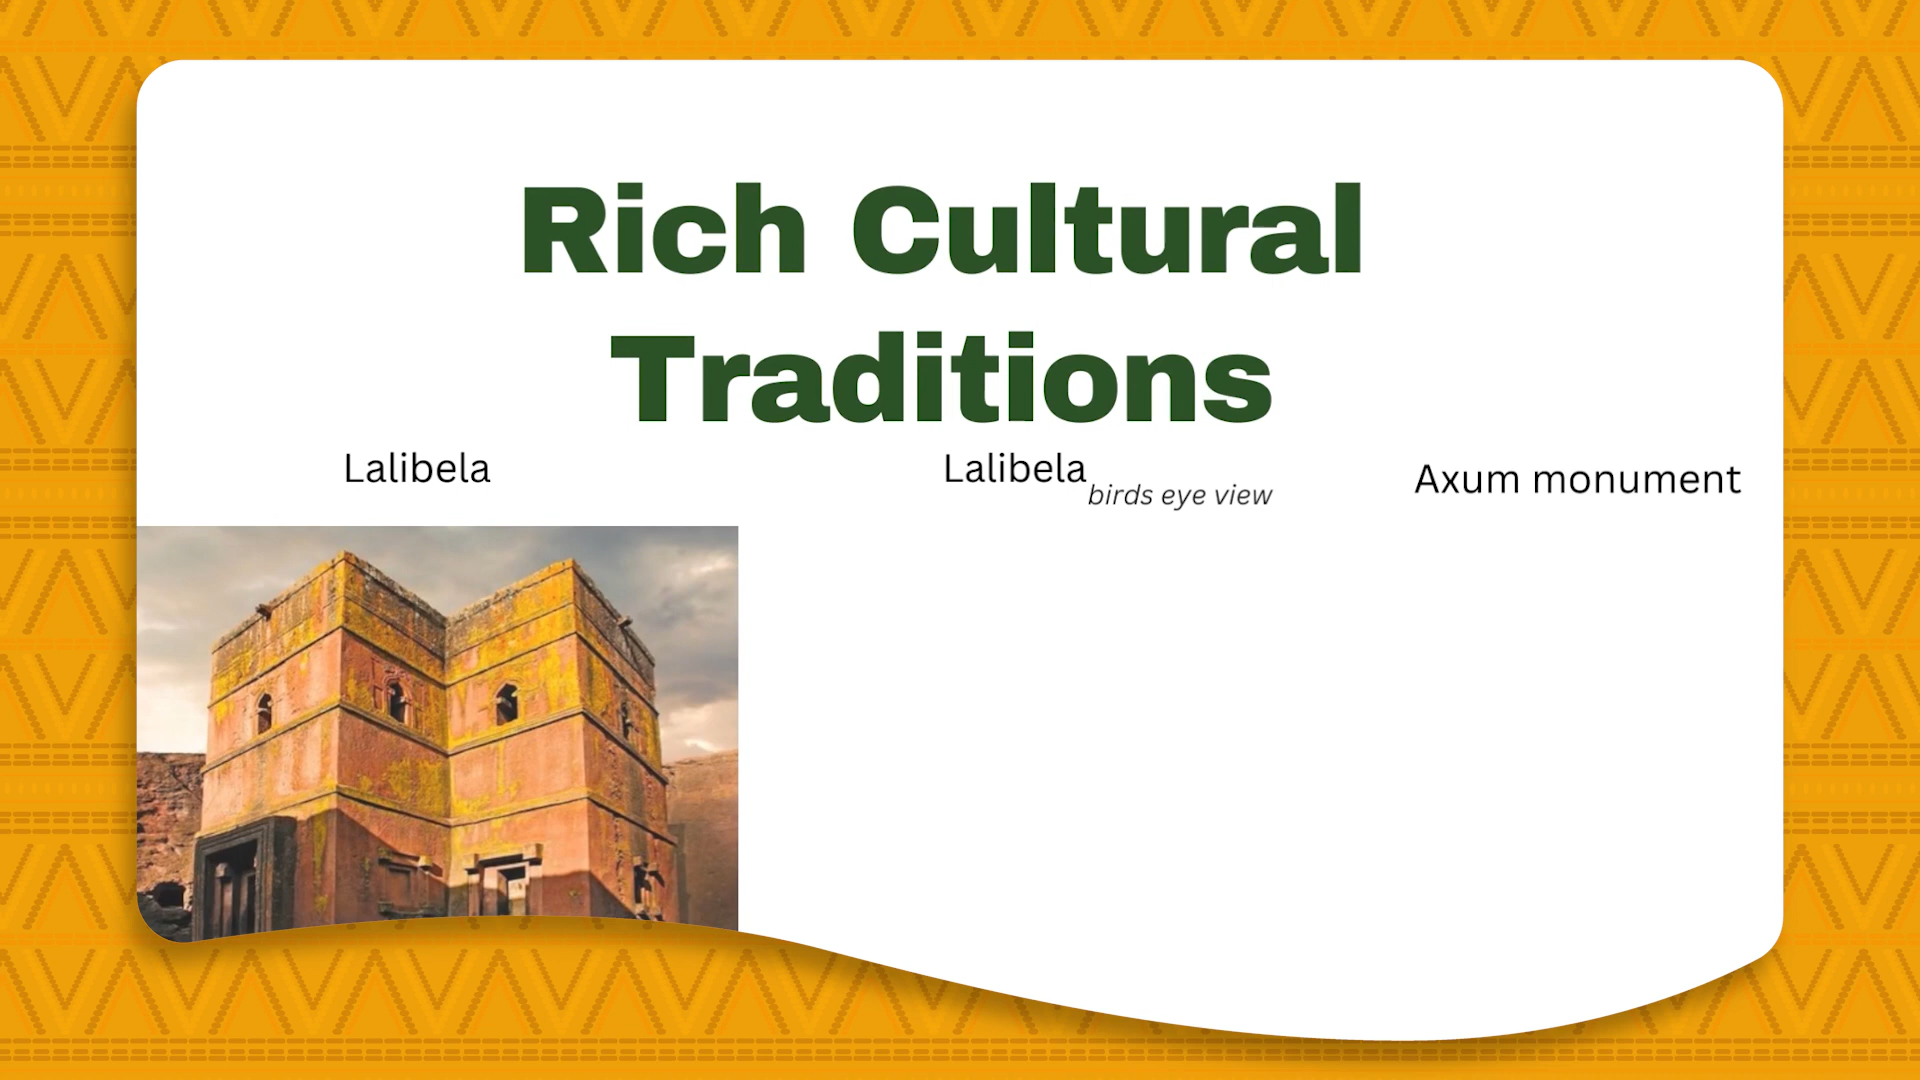 Rich Cultural
Traditions
Lalibela
Lalibela birds eye view
Axum monument